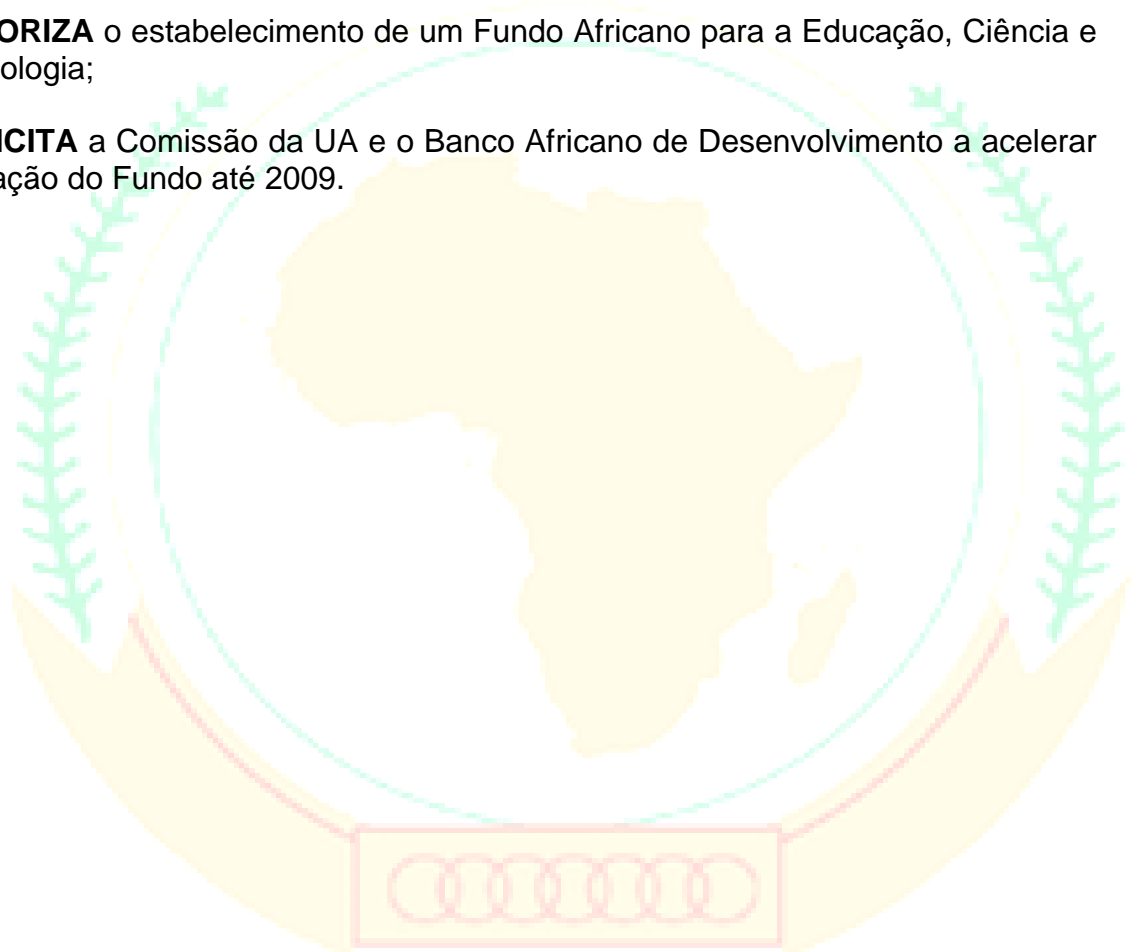 ORIZA o estabelecimento de um Fundo Africano para a Educação, Ciência e
ologia;
ICITA a Comissão da UA e o Banco Africano de Desenvolvimento a acelerar
ação do Fundo até 2009.